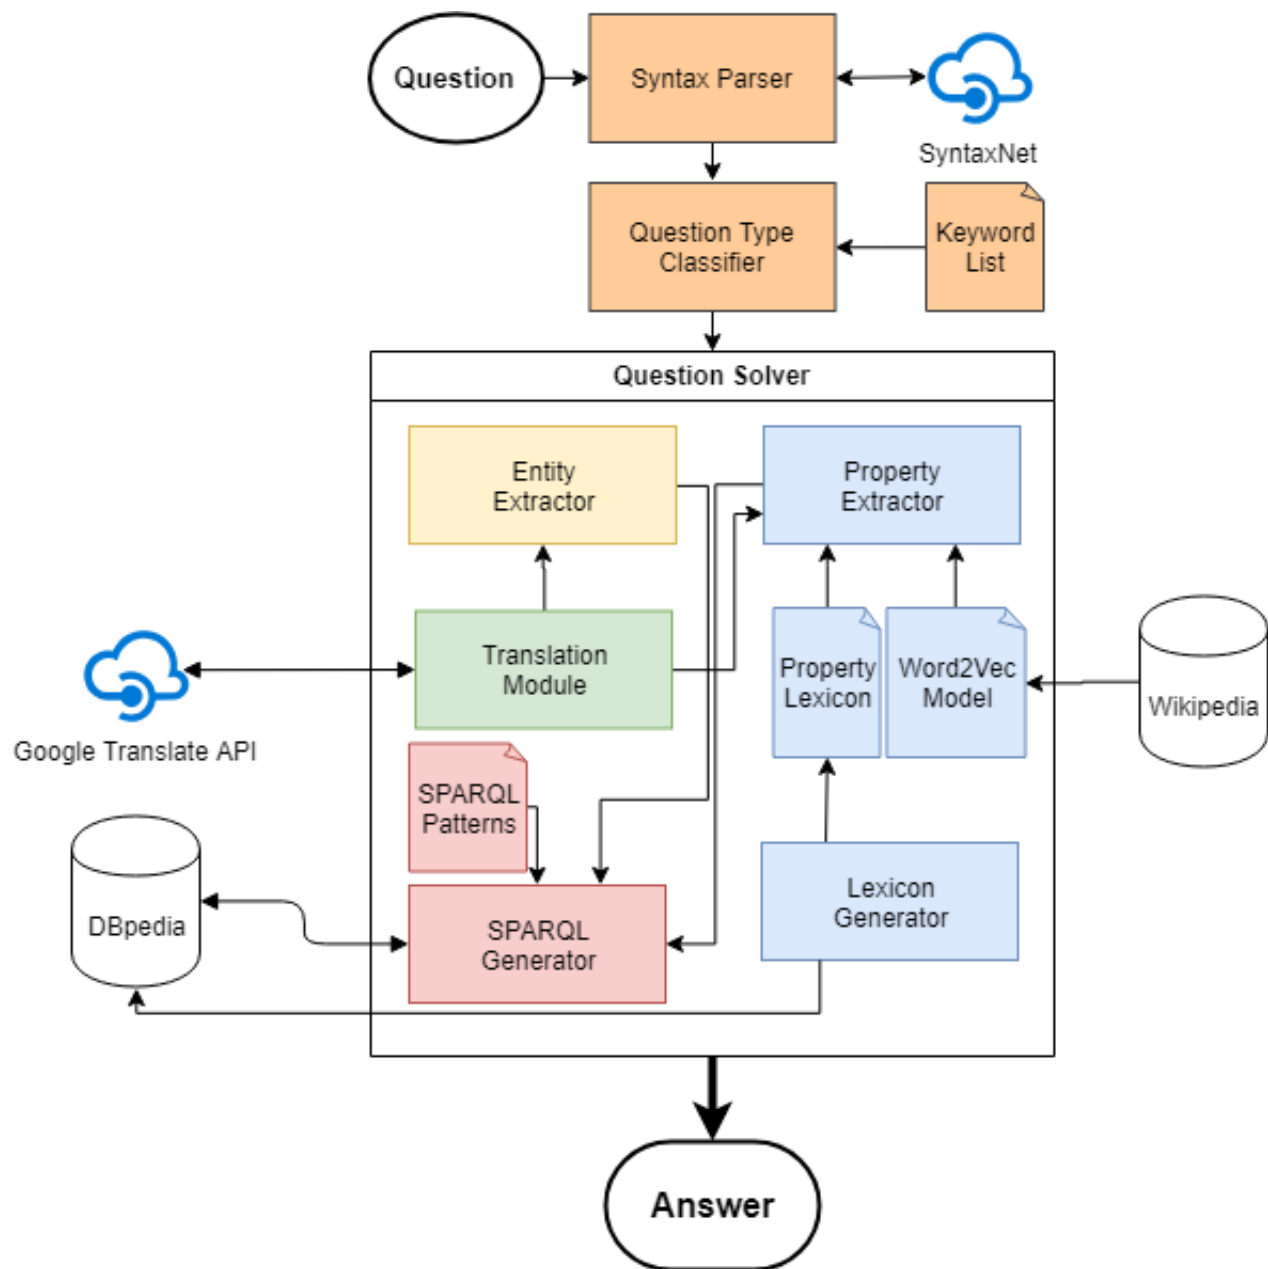 Question
Syntax Parser
SyntaxNet
Question Type
Classifier
Keyword
List
Question Solver
Entity
Extractor
Property
Extractor
Translation
Module
Property
Lexicon
Word2Vec
Model
Wikipedia
Google Translate API
SPARQL
Patterns
DBpedia
SPARQL
Generator
Lexicon
Generator
Answer